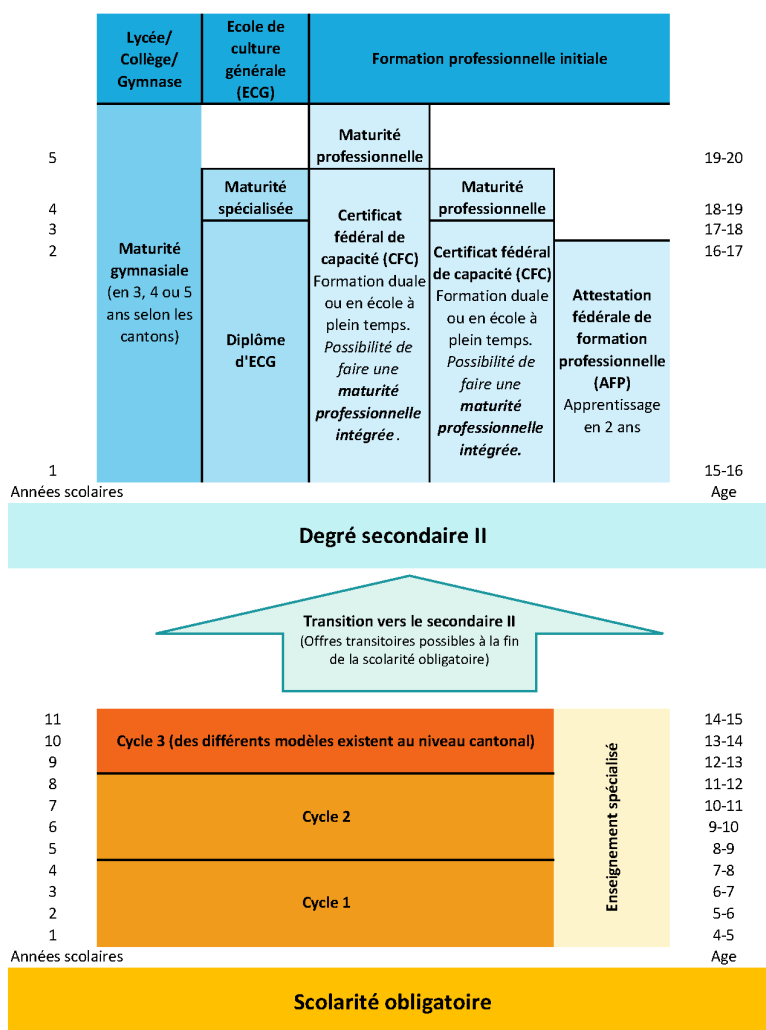 Lycée/
Collège/
Gymnase
Ecole de
culture
générale
(ECG)
Formation professionnelle initiale
5
4
3
2
1
Années scolaires
Maturité
gymnasiale
(en 3, 4 ou 5
ans selon les
cantons)
Maturité
spécialisée
Diplôme
d'ECG
Maturité
professionnelle
Certificat
fédéral de
capacité (CFC)
Formation duale
ou en école à
plein temps.
Possibilité de
faire une
maturité
professionnelle
intégrée .
Maturité
professionnelle
Certificat fédéral
de capacité (CFC)
Formation duale
ou en école à
plein temps.
Possibilité de
faire une
maturité
professionnelle
intégrée.
Attestation
fédérale de
formation
professionnelle
(AFP)
Apprentissage
en 2 ans
19-20
18-19
17-18
16-17
15-16
Age
Degré secondaire II
Transition vers le secondaire II
(Offres transitoires possibles à la fin
de la scolarité obligatoire)
11
10
9
8
7
6
5
4
3
2
1
Années scolaires
Cycle 3 (des différents modèles existent au niveau cantonal)
Cycle 2
Cycle 1
Enseignement spécialisé
14-15
13-14
12-13
11-12
10-11
9-10
8-9
7-8
6-7
5-6
4-5
Age
Scolarité obligatoire